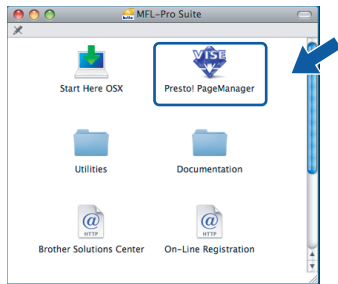 MFL-Pro Suite
VISE
Start Here OSX
Presto! PageManager
Utilities
Documentation
@
HTTP
@
HTTP
Brother Solutions Center
On-Line Registration